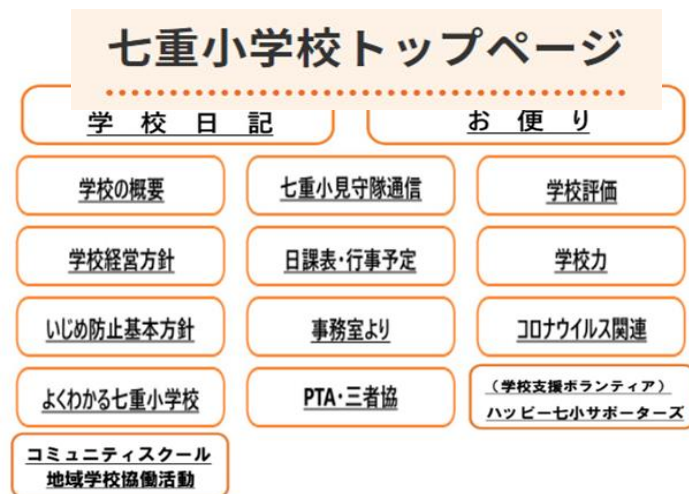 七重小学校トップページ
学 校 日 記
お 便 り
学校の概要
七重小見守隊通信
学校評価
学校経営方針
日課表・行事予定
学校力
いじめ防止基本方針
事務室より
コロナウイルス関連
よくわかる七重小学校
PTA・三者協
（学校支援ボランティア）
ハッピー七小サポーターズ
コミュニティスクール
地域学校協働活動